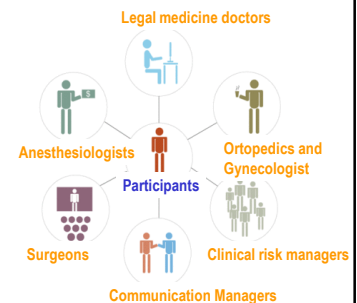 Legal medicine doctors
$
Anesthesiologists
Ortopedics and
Gynecologist
Participants
Surgeons
Clinical risk managers
Communication Managers